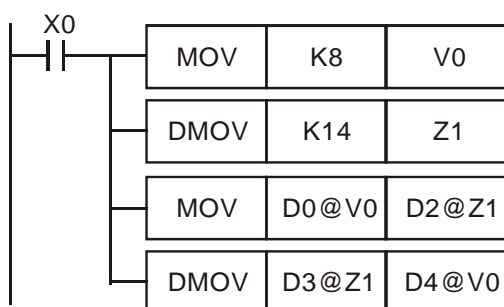 X0
MOV K8 V0
DMOV K14 Z1
MOV D0@V0 D2@Z1
DMOV D3@Z1 D4@V0